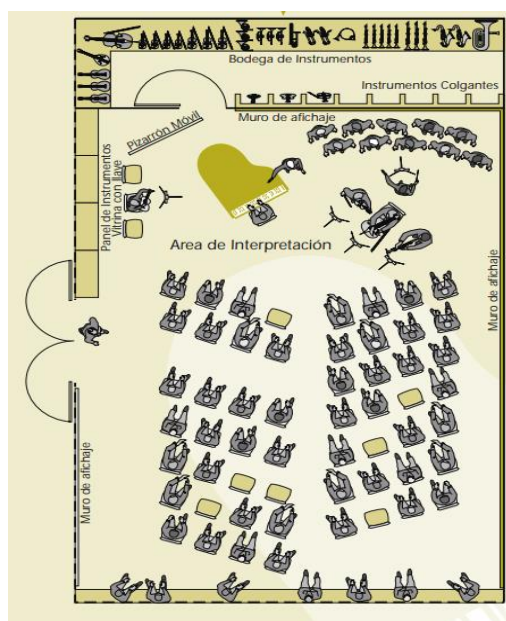 Bodega de Instrumentos
Instrumentos Colgantes
Muro de afichaje
Pizarrón Móvil
Panel de Instrumentos
Vitrina con llave
Area de Interpretación
Muro de afichaje
Muro de afichaje